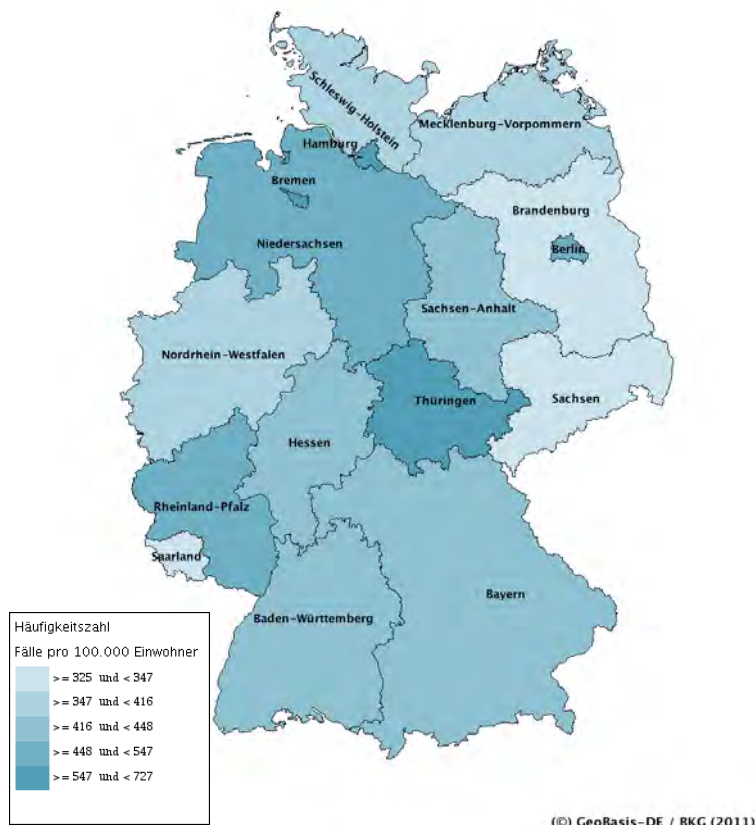 Schleswig-Holstein
Mecklenburg-Vorpommern
Hamburg
Bremen
Brandenburg
Niedersachsen
Berlin
Sachsen-Anhalt
Nordrhein-Westfalen
Thüringen
Sachsen
Hessen
Rheinland-Pfalz
Saarland
Bayern
Baden-Württemberg
Häufigkeitszahl
Fälle pro 100.000 Einwohner
>= 325 und < 347
>= 347 und < 416
>= 416 und < 448
>= 448 und < 547
>= 547 und < 727
(©) GeoBasis-DE / BKG (2011)